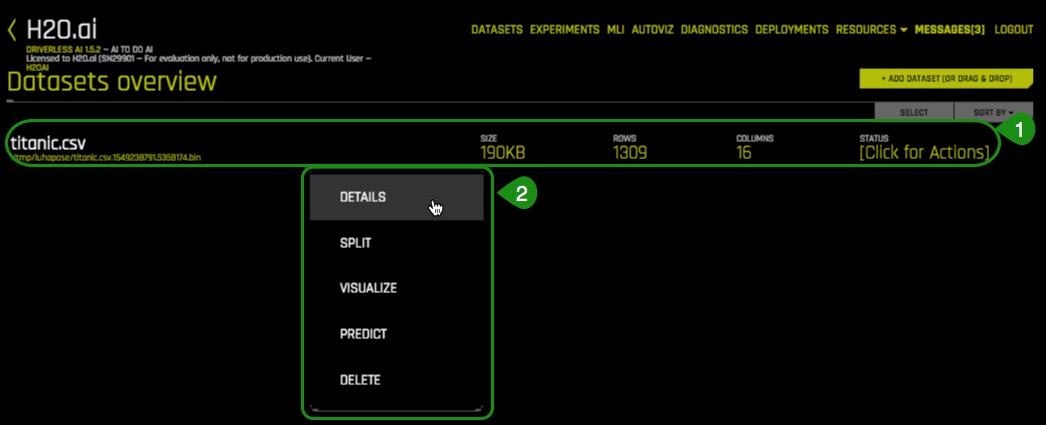 H2O.ai
DATASETS EXPERIMENTS MLI AUTOVIZ DIAGNOSTICS DEPLOYMENTS RESOURCES MESSAGES[3] LOGOUT
DRIVERLESS AI 1.5.2 – AI TO DO AI
Licensed to H2O.ai (SN29901 – For evaluation only, not for production use). Current User –
H2OAI
Datasets overview
+ ADD DATASET (OR DRAG & DROP)
SELECT SORT BY
1
titanic.csv
/tmp/luhapase/titanic.csv.1549238791.5358174.bin
SIZE ROWS COLUMNS STATUS
190KB 1309 16 [Click for Actions]
2
DETAILS
SPLIT
VISUALIZE
PREDICT
DELETE